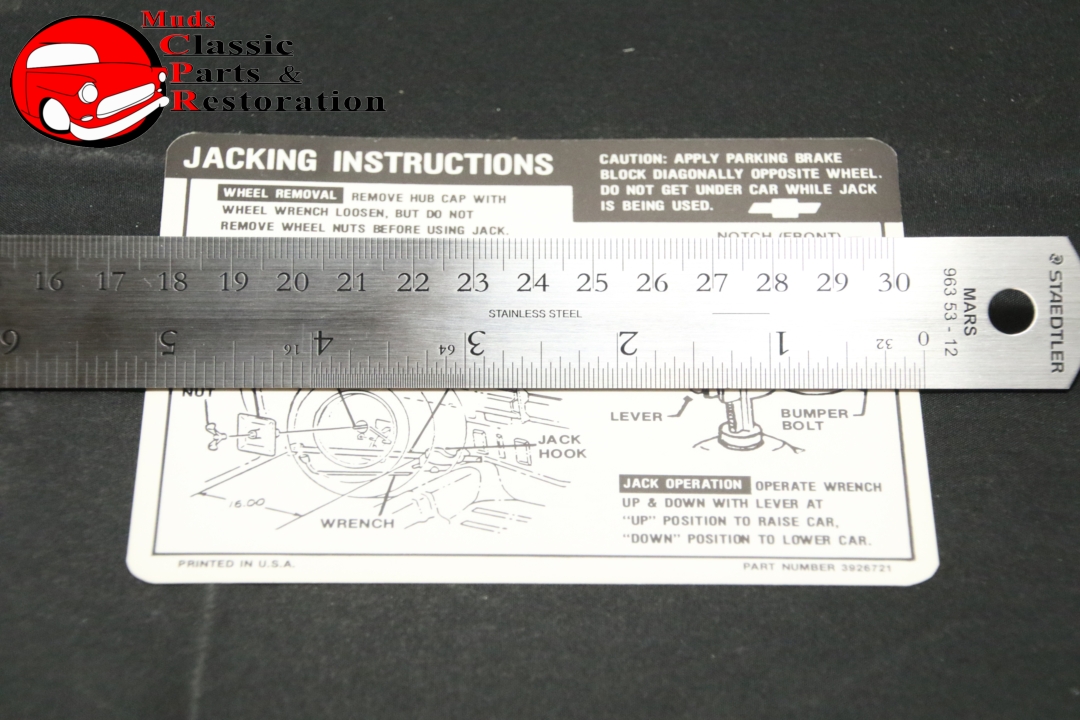 Muds
Classic
Parts &
Restoration
JACKING INSTRUCTIONS
CAUTION: APPLY PARKING BRAKE
BLOCK DIAGONALLY OPPOSITE WHEEL.
DO NOT GET UNDER CAR WHILE JACK
IS BEING USED.
WHEEL REMOVAL REMOVE HUB CAP WITH
WHEEL WRENCH LOOSEN, BUT DO NOT
REMOVE WHEEL NUTS BEFORE USING JACK.
NOTCH (FRONT)
16 17 18 19 20 21 22 23 24 25 26 27 28 29 30
STAINLESS STEEL
6 5 4 16 3 64 2 1 32 0
MARS
963 53 - 12
STAEDTLER
NUT
LEVER
BUMPER
BOLT
JACK
HOOK
16.00
WRENCH
JACK OPERATION OPERATE WRENCH
UP & DOWN WITH LEVER AT
"UP" POSITION TO RAISE CAR,
"DOWN" POSITION TO LOWER CAR.
PRINTED IN U.S.A.
PART NUMBER 3926721